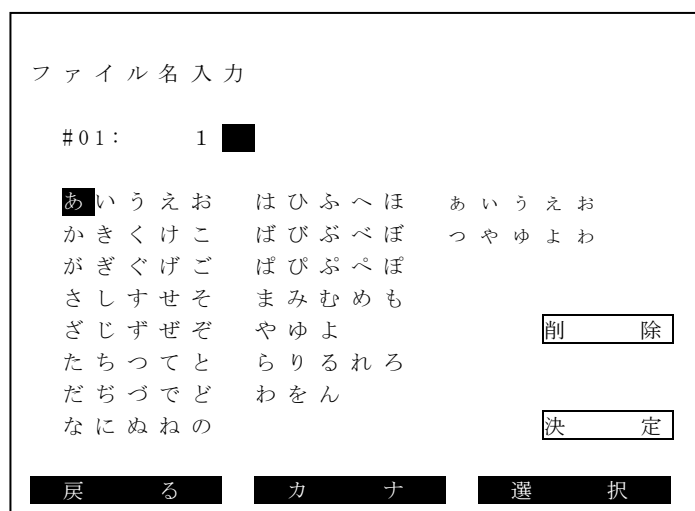 ファイル名入力
#01: 1
あいうえお はひふへほ ぁぃぅぇぉ
かきくけこ ばびぶべぼ っゃゅょゎ
がぎぐげご ぱぴぷぺぽ
さしすせそ まみむめも
ざじずぜぞ やゆよ 削除
たちつてと らりるれろ
だぢづでど わをん
なにぬねの 決定
戻る カナ 選択